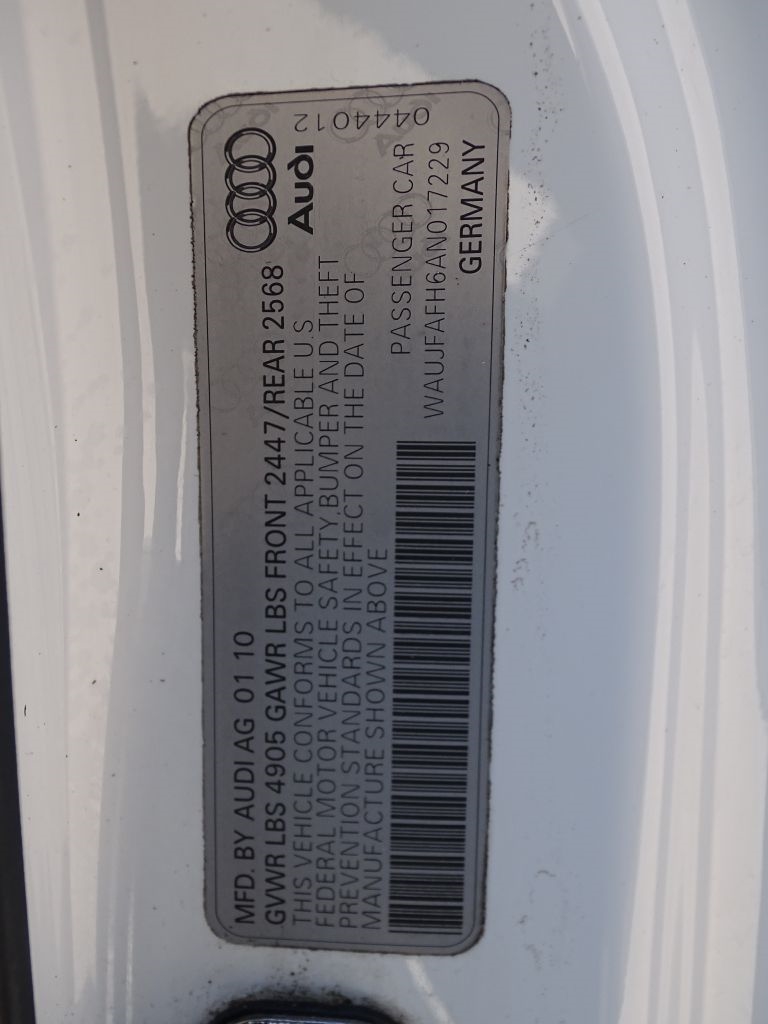 MFD. BY AUDI AG 01 10
Audi
GVWR LBS 4905 GAWR LBS FRONT 2447/REAR 2568
THIS VEHICLE CONFORMS TO ALL APPLICABLE U.S
FEDERAL MOTOR VEHICLE SAFETY, BUMPER AND THEFT
PREVENTION STANDARDS IN EFFECT ON THE DATE OF
MANUFACTURE SHOWN ABOVE
0444012
PASSENGER CAR
WAUJFAFH6AN017229
GERMANY